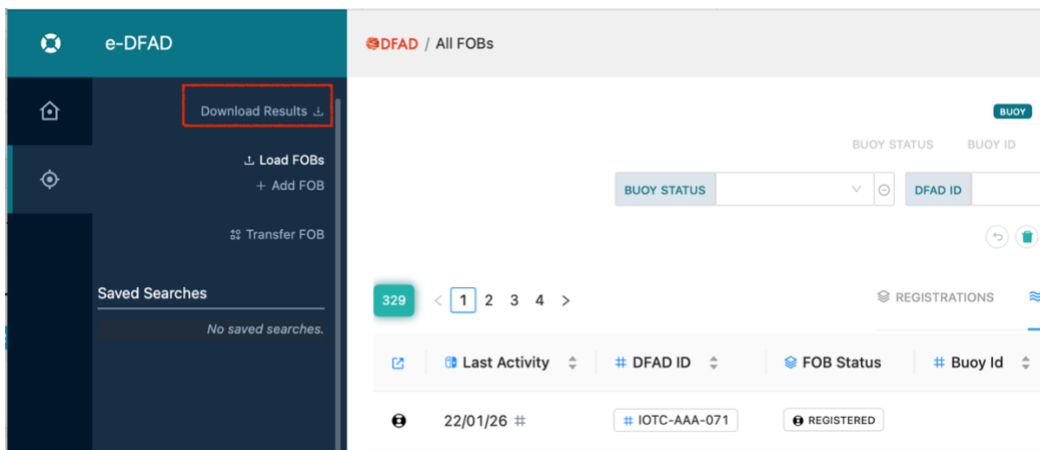 e-DFAD
DFAD / All FOBs
Download Results
Load FOBs
+ Add FOB
Transfer FOB
Saved Searches
No saved searches.
BUOY
BUOY STATUS BUOY ID
BUOY STATUS DFAD ID
329 < 1 2 3 4 > REGISTRATIONS
Last Activity # DFAD ID FOB Status # Buoy Id
22/01/26 # # IOTC-AAA-071 REGISTERED